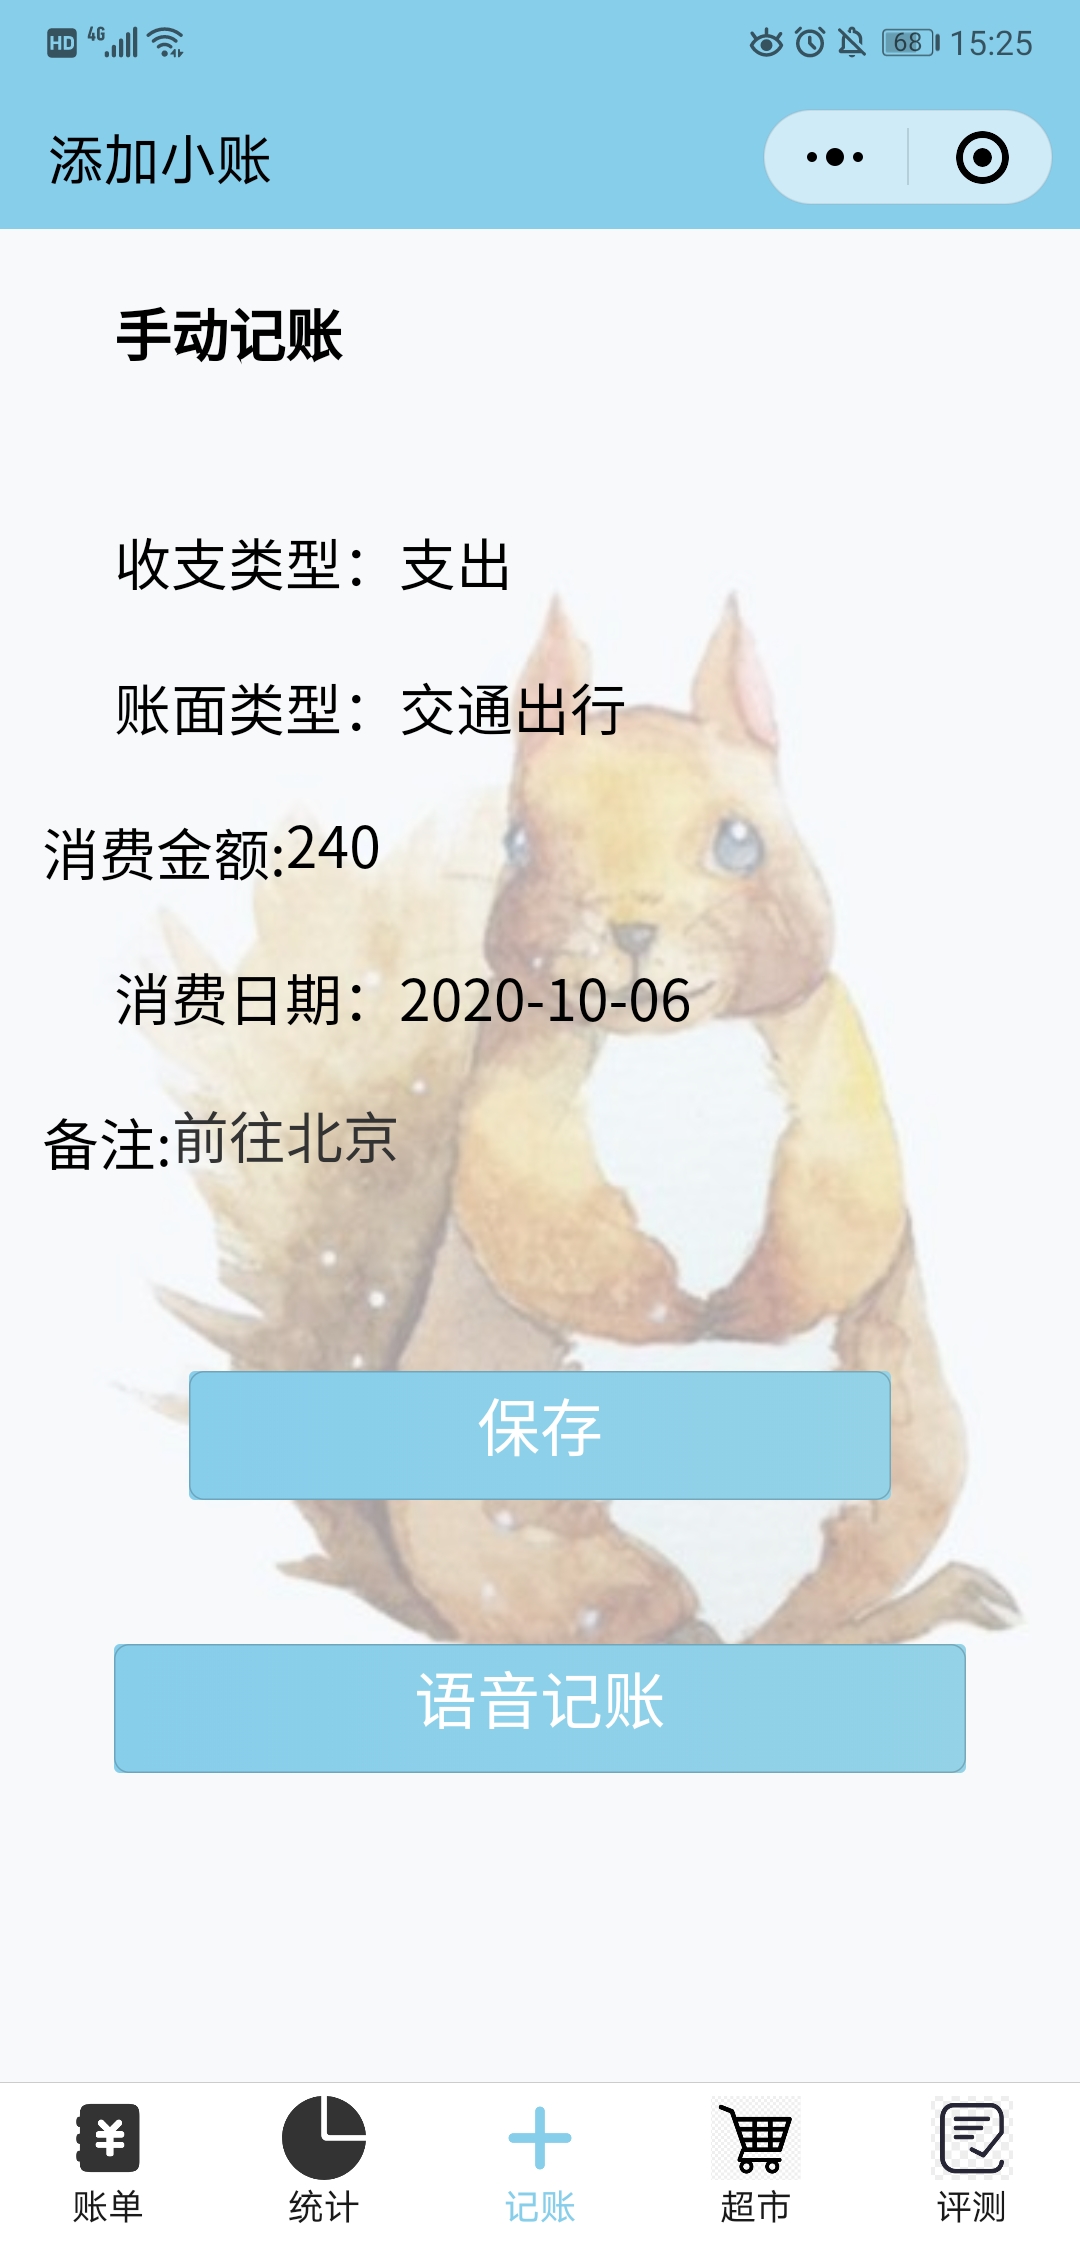 HD 4G 68 15:25
添加小账
手动记账
收支类型：支出
账面类型：交通出行
消费金额:240
消费日期：2020-10-06
备注:前往北京
保存
语音记账
账单 统计 记账 超市 评测